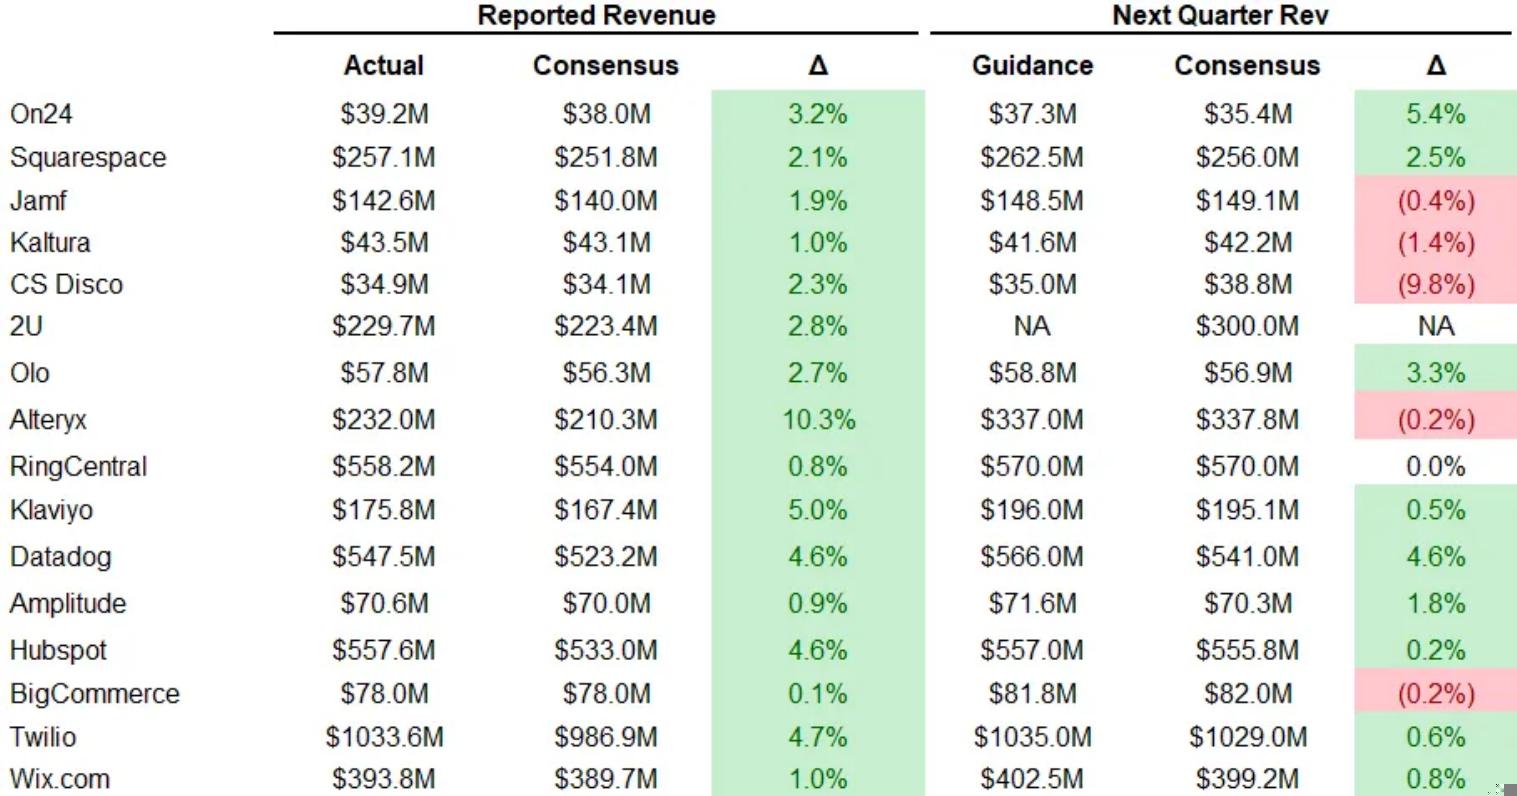 Reported Revenue Next Quarter Rev
Actual Consensus Δ Guidance Consensus Δ
On24 $39.2M $38.0M 3.2% $37.3M $35.4M 5.4%
Squarespace $257.1M $251.8M 2.1% $262.5M $256.0M 2.5%
Jamf $142.6M $140.0M 1.9% $148.5M $149.1M (0.4%)
Kaltura $43.5M $43.1M 1.0% $41.6M $42.2M (1.4%)
CS Disco $34.9M $34.1M 2.3% $35.0M $38.8M (9.8%)
2U $229.7M $223.4M 2.8% NA $300.0M NA
Olo $57.8M $56.3M 2.7% $58.8M $56.9M 3.3%
Alteryx $232.0M $210.3M 10.3% $337.0M $337.8M (0.2%)
RingCentral $558.2M $554.0M 0.8% $570.0M $570.0M 0.0%
Klaviyo $175.8M $167.4M 5.0% $196.0M $195.1M 0.5%
Datadog $547.5M $523.2M 4.6% $566.0M $541.0M 4.6%
Amplitude $70.6M $70.0M 0.9% $71.6M $70.3M 1.8%
Hubspot $557.6M $533.0M 4.6% $557.0M $555.8M 0.2%
BigCommerce $78.0M $78.0M 0.1% $81.8M $82.0M (0.2%)
Twilio $1033.6M $986.9M 4.7% $1035.0M $1029.0M 0.6%
Wix.com $393.8M $389.7M 1.0% $402.5M $399.2M 0.8%